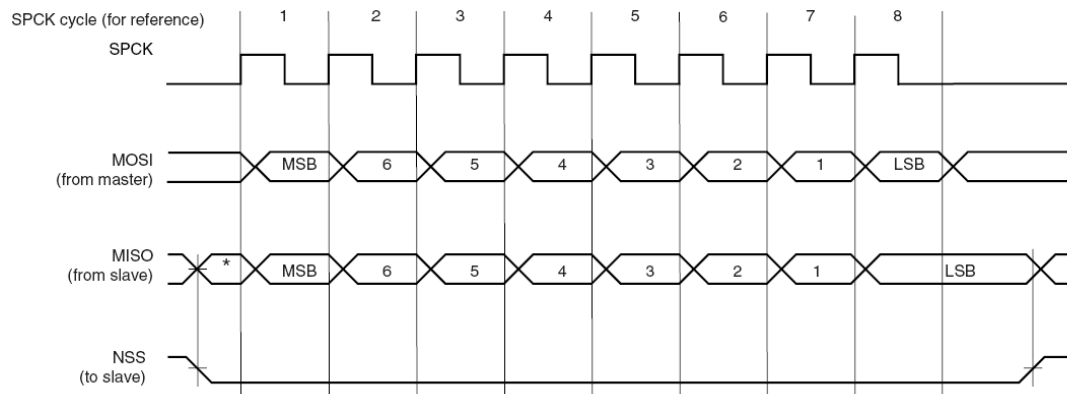 SPCK cycle (for reference) 1 2 3 4 5 6 7 8
SPCK
MOSI
(from master)
MSB 6 5 4 3 2 1 LSB
MISO
(from slave)
* MSB 6 5 4 3 2 1 LSB
NSS
(to slave)